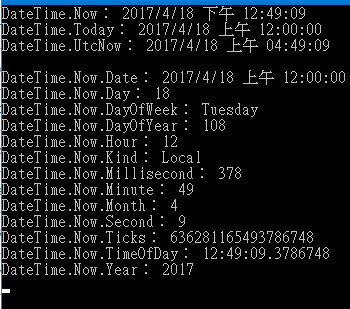 DateTime.Now： 2017/4/18 下午 12:49:09
DateTime.Today： 2017/4/18 上午 12:00:00
DateTime.UtcNow： 2017/4/18 上午 04:49:09
DateTime.Now.Date： 2017/4/18 上午 12:00:00
DateTime.Now.Day： 18
DateTime.Now.DayOfWeek： Tuesday
DateTime.Now.DayOfYear： 108
DateTime.Now.Hour： 12
DateTime.Now.Kind： Local
DateTime.Now.Millisecond： 378
DateTime.Now.Minute： 49
DateTime.Now.Month： 4
DateTime.Now.Second： 9
DateTime.Now.Ticks： 636281165493786748
DateTime.Now.TimeOfDay： 12:49:09.3786748
DateTime.Now.Year： 2017